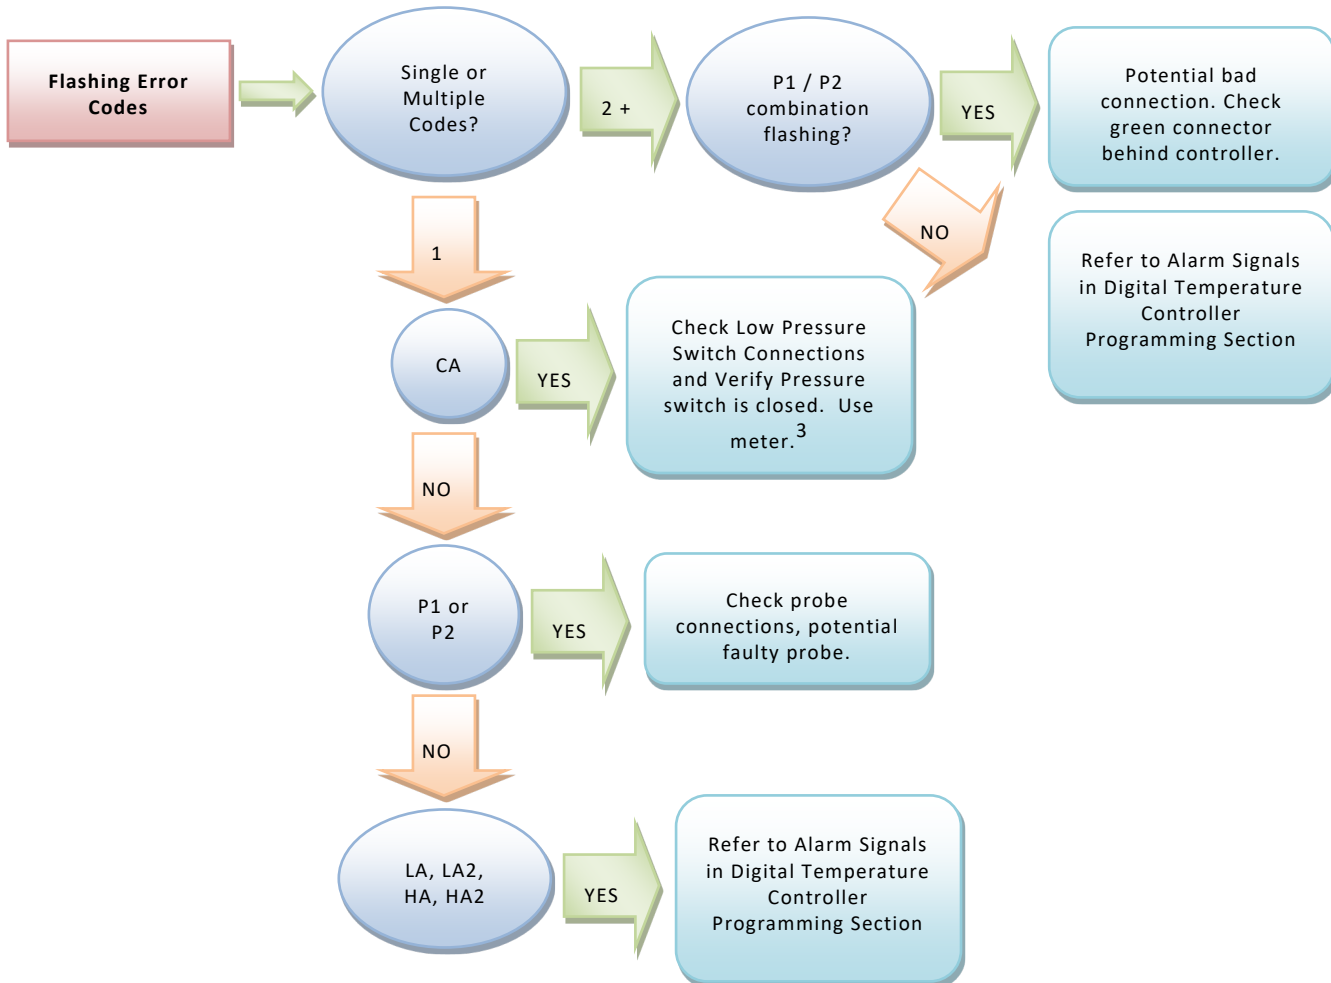 Flashing Error
Codes
Single or
Multiple
Codes?
2 +
P1 / P2
combination
flashing?
YES
Potential bad
connection. Check
green connector
behind controller.
NO
Refer to Alarm Signals
in Digital Temperature
Controller
Programming Section
1
CA
YES
Check Low Pressure
Switch Connections
and Verify Pressure
switch is closed.  Use
meter.3
NO
P1 or
P2
YES
Check probe
connections, potential
faulty probe.
NO
LA, LA2,
HA, HA2
YES
Refer to Alarm Signals
in Digital Temperature
Controller
Programming Section